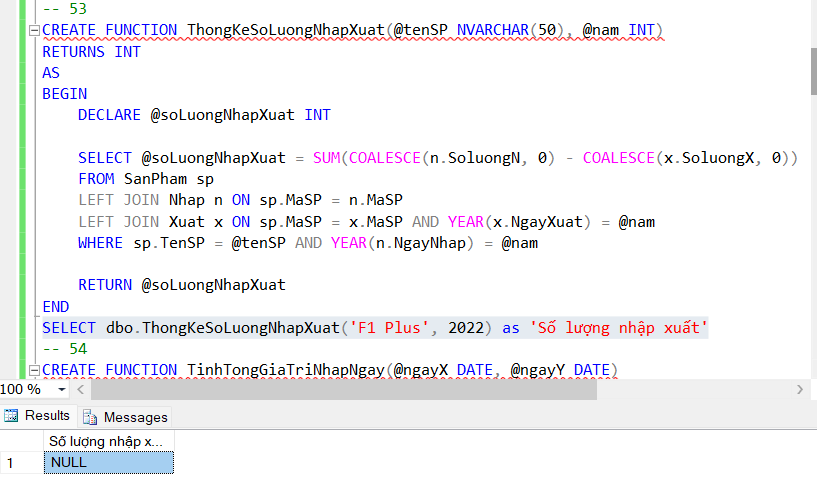 -- 53
CREATE FUNCTION ThongKeSoLuongNhapXuat(@tenSP NVARCHAR(50), @nam INT)
RETURNS INT
AS
BEGIN
    DECLARE @soLuongNhapXuat INT
    SELECT @soLuongNhapXuat = SUM(COALESCE(n.SoluongN, 0) - COALESCE(x.SoluongX, 0))
    FROM SanPham sp
    LEFT JOIN Nhap n ON sp.MaSP = n.MaSP
    LEFT JOIN Xuat x ON sp.MaSP = x.MaSP AND YEAR(x.NgayXuat) = @nam
    WHERE sp.TenSP = @tenSP AND YEAR(n.NgayNhap) = @nam
    RETURN @soLuongNhapXuat
END
SELECT dbo.ThongKeSoLuongNhapXuat('F1 Plus', 2022) as 'Số lượng nhập xuất'
-- 54
CREATE FUNCTION TinhTongGiaTriNhapNgay(@ngayX DATE, @ngayY DATE)
100 %
Results Messages
Số lượng nhập x...
1 NULL